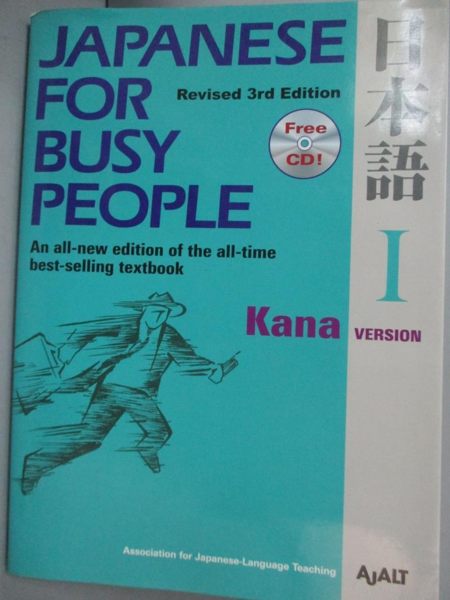 JAPANESE
FOR
BUSY
PEOPLE
Revised 3rd Edition
Free
CD!
An all-new edition of the all-time
best-selling textbook
日本語
I
Kana VERSION
Association for Japanese-Language Teaching
AJALT